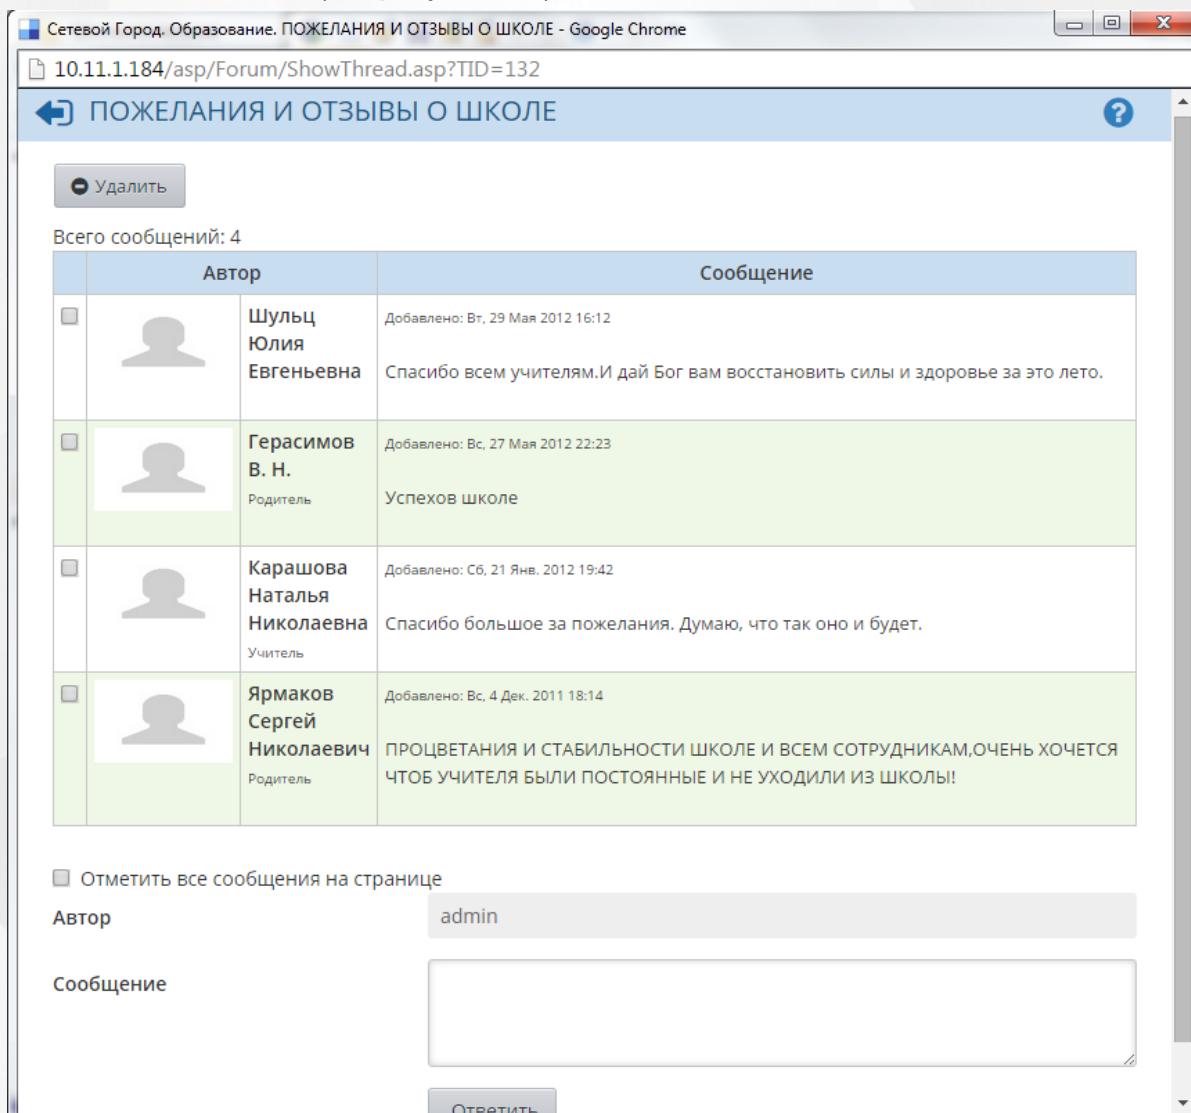 Сетевой Город. Образование. ПОЖЕЛАНИЯ И ОТЗЫВЫ О ШКОЛЕ - Google Chrome
10.11.1.184/asp/Forum/ShowThread.asp?TID=132
ПОЖЕЛАНИЯ И ОТЗЫВЫ О ШКОЛЕ
Удалить
Всего сообщений: 4
Автор
Сообщение
Шульц
Юлия
Евгеньевна
Добавлено: Вт, 29 Мая 2012 16:12
Спасибо всем учителям.И дай Бог вам восстановить силы и здоровье за это лето.
Герасимов
В. Н.
Родитель
Добавлено: Вс, 27 Мая 2012 22:23
Успехов школе
Карашова
Наталья
Николаевна
Учитель
Добавлено: Сб, 21 Янв. 2012 19:42
Спасибо большое за пожелания. Думаю, что так оно и будет.
Ярмаков
Сергей
Николаевич
Родитель
Добавлено: Вс, 4 Дек. 2011 18:14
ПРОЦВЕТАНИЯ И СТАБИЛЬНОСТИ ШКОЛЕ И ВСЕМ СОТРУДНИКАМ,ОЧЕНЬ ХОЧЕТСЯ
ЧТОБ УЧИТЕЛЯ БЫЛИ ПОСТОЯННЫЕ И НЕ УХОДИЛИ ИЗ ШКОЛЫ!
Отметить все сообщения на странице
Автор
admin
Сообщение
Ответить